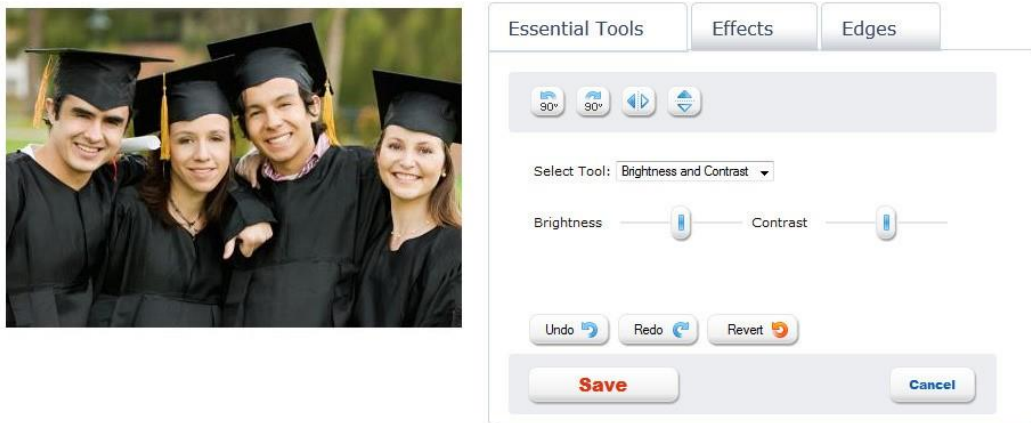 Essential Tools Effects Edges
90° 90°
Select Tool: Brightness and Contrast
Brightness Contrast
Undo Redo Revert
Save Cancel